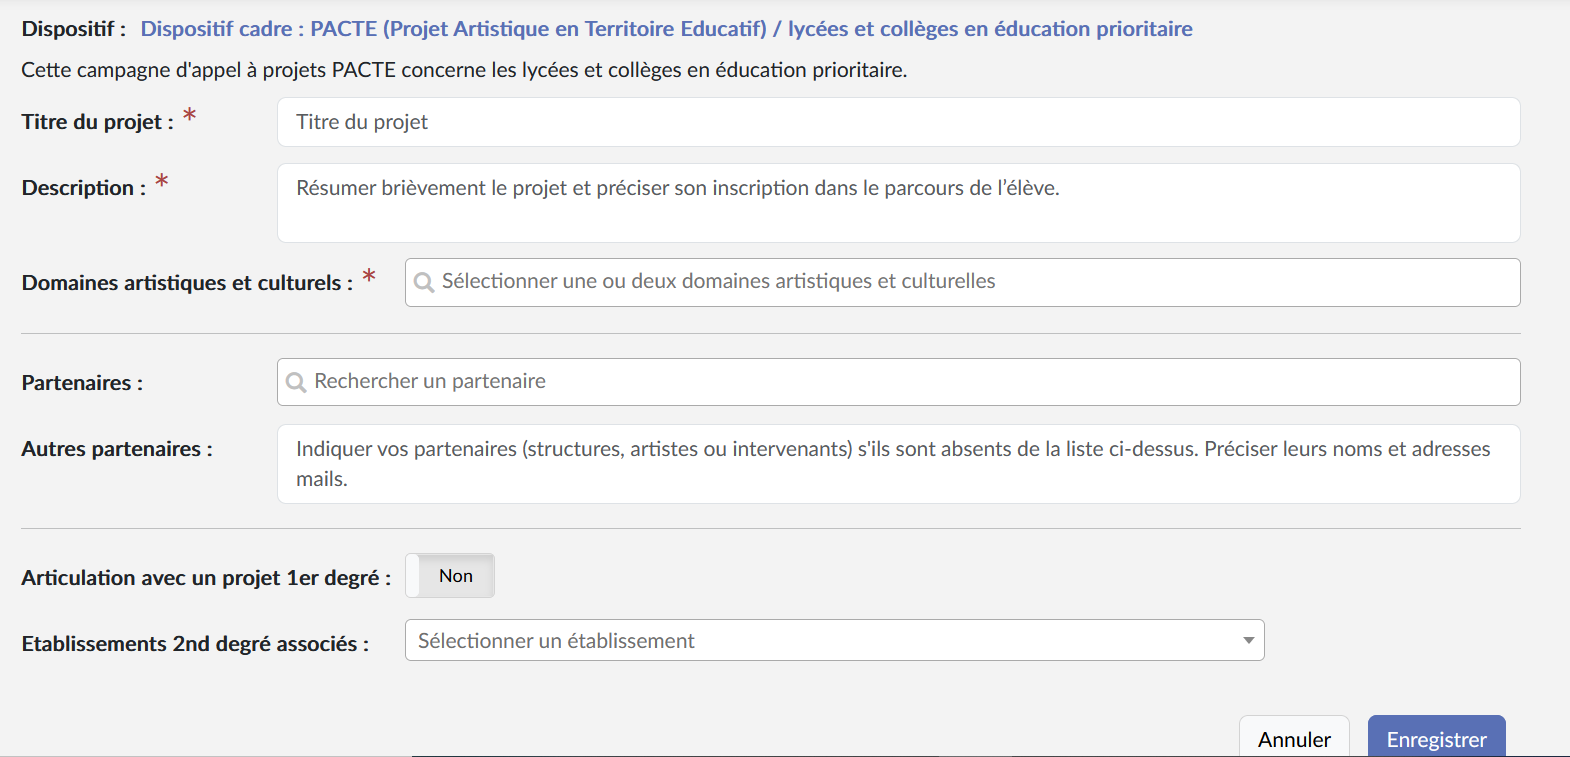 Dispositif : Dispositif cadre : PACTE (Projet Artistique en Territoire Educatif) / lycées et collèges en éducation prioritaire
Cette campagne d'appel à projets PACTE concerne les lycées et collèges en éducation prioritaire.
Titre du projet : * Titre du projet
Description : * Résumer brièvement le projet et préciser son inscription dans le parcours de l’élève.
Domaines artistiques et culturels : * Sélectionner une ou deux domaines artistiques et culturelles
Partenaires : Rechercher un partenaire
Autres partenaires : Indiquer vos partenaires (structures, artistes ou intervenants) s'ils sont absents de la liste ci-dessus. Préciser leurs noms et adresses
mails.
Articulation avec un projet 1er degré : Non
Etablissements 2nd degré associés : Sélectionner un établissement
Annuler Enregistrer